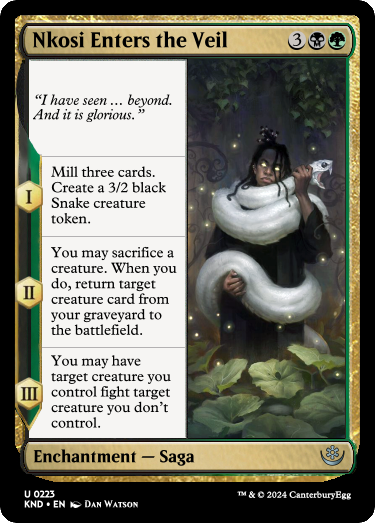 Nkosi Enters the Veil 3
“I have seen … beyond.
And it is glorious.”
I
Mill three cards.
Create a 3/2 black
Snake creature
token.
II
You may sacrifice a
creature. When you
do, return target
creature card from
your graveyard to
the battlefield.
III
You may have
target creature you
control fight target
creature you don’t
control.
Enchantment — Saga
U 0223
KND • EN DAN WATSON
™ & © 2024 CanterburyEgg